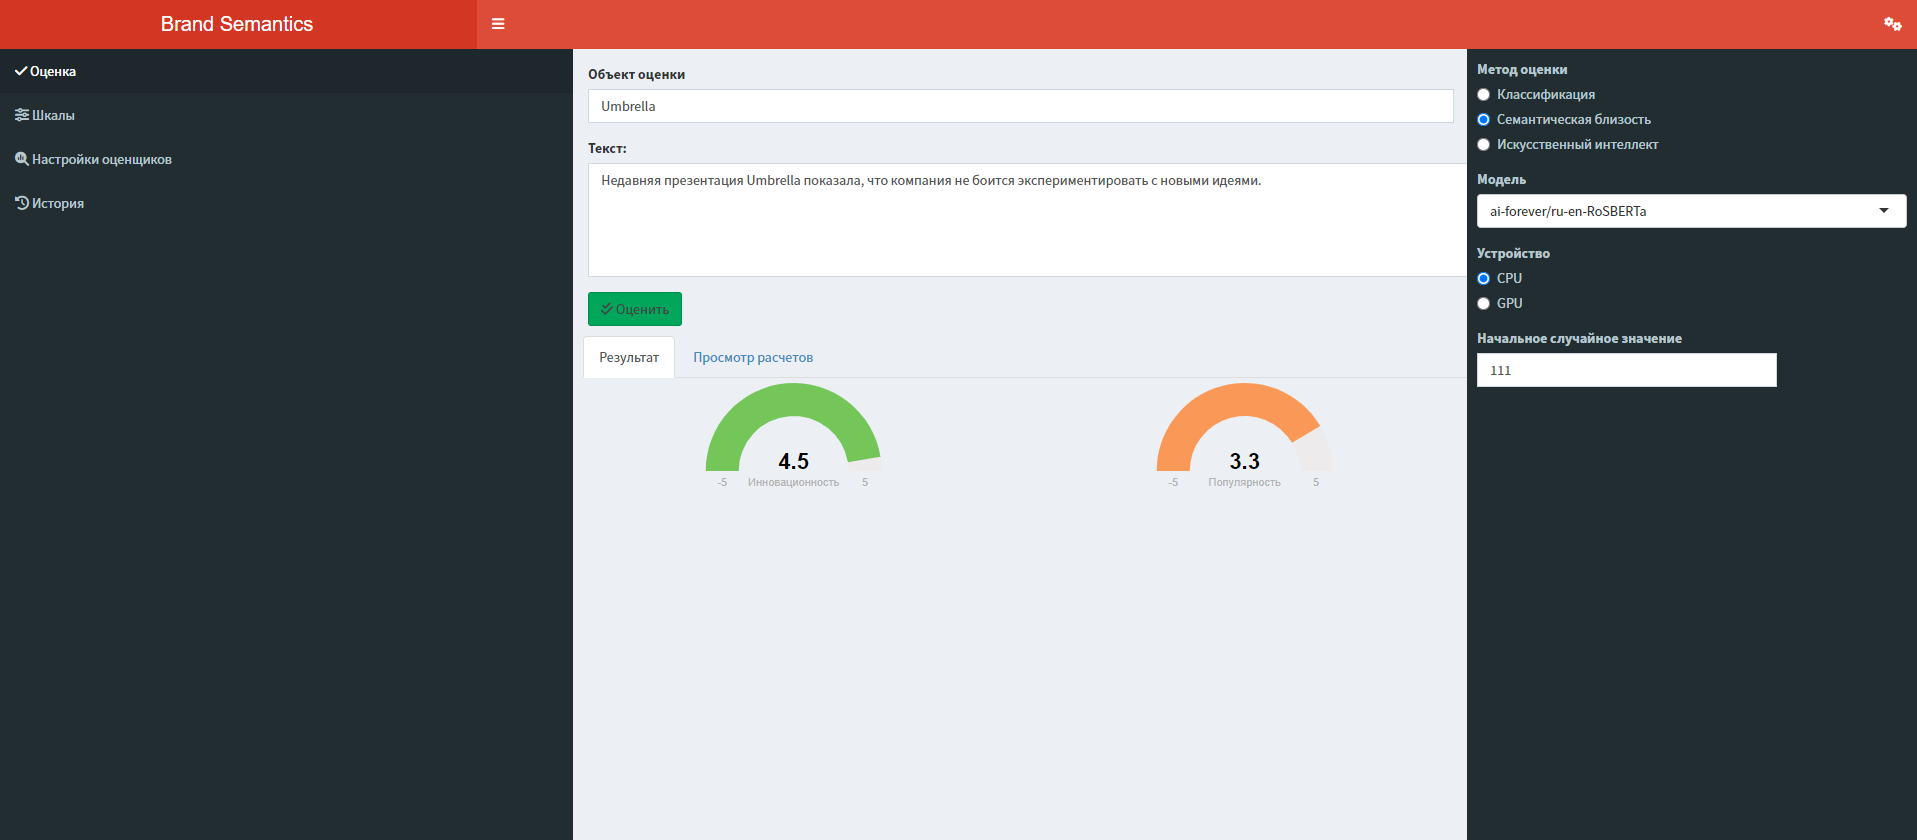 Brand Semantics
Оценка
Шкалы
Настройки оценщиков
История
Объект оценки
Umbrella
Текст:
Недавняя презентация Umbrella показала, что компания не боится экспериментировать с новыми идеями.
Оценить
Результат
Просмотр расчетов
4.5
-5 Инновационность 5
3.3
-5 Популярность 5
Метод оценки
Классификация
Семантическая близость
Искусственный интеллект
Модель
ai-forever/ru-en-RoSBERTa
Устройство
CPU
GPU
Начальное случайное значение
111